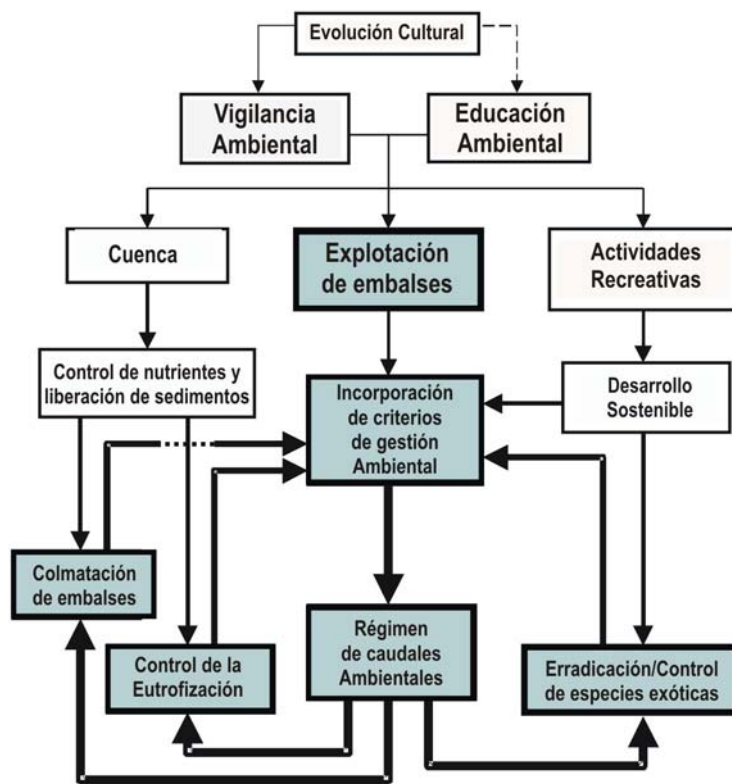 Evolución Cultural
Vigilancia
Ambiental
Educación
Ambiental
Cuenca
Explotación
de embalses
Actividades
Recreativas
Control de nutrientes y
liberación de sedimentos
Incorporación
de criterios
de gestión
Ambiental
Desarrollo
Sostenible
Colmatación
de embalses
Control de la
Eutrofización
Régimen
de caudales
Ambientales
Erradicación/Control
de especies exóticas